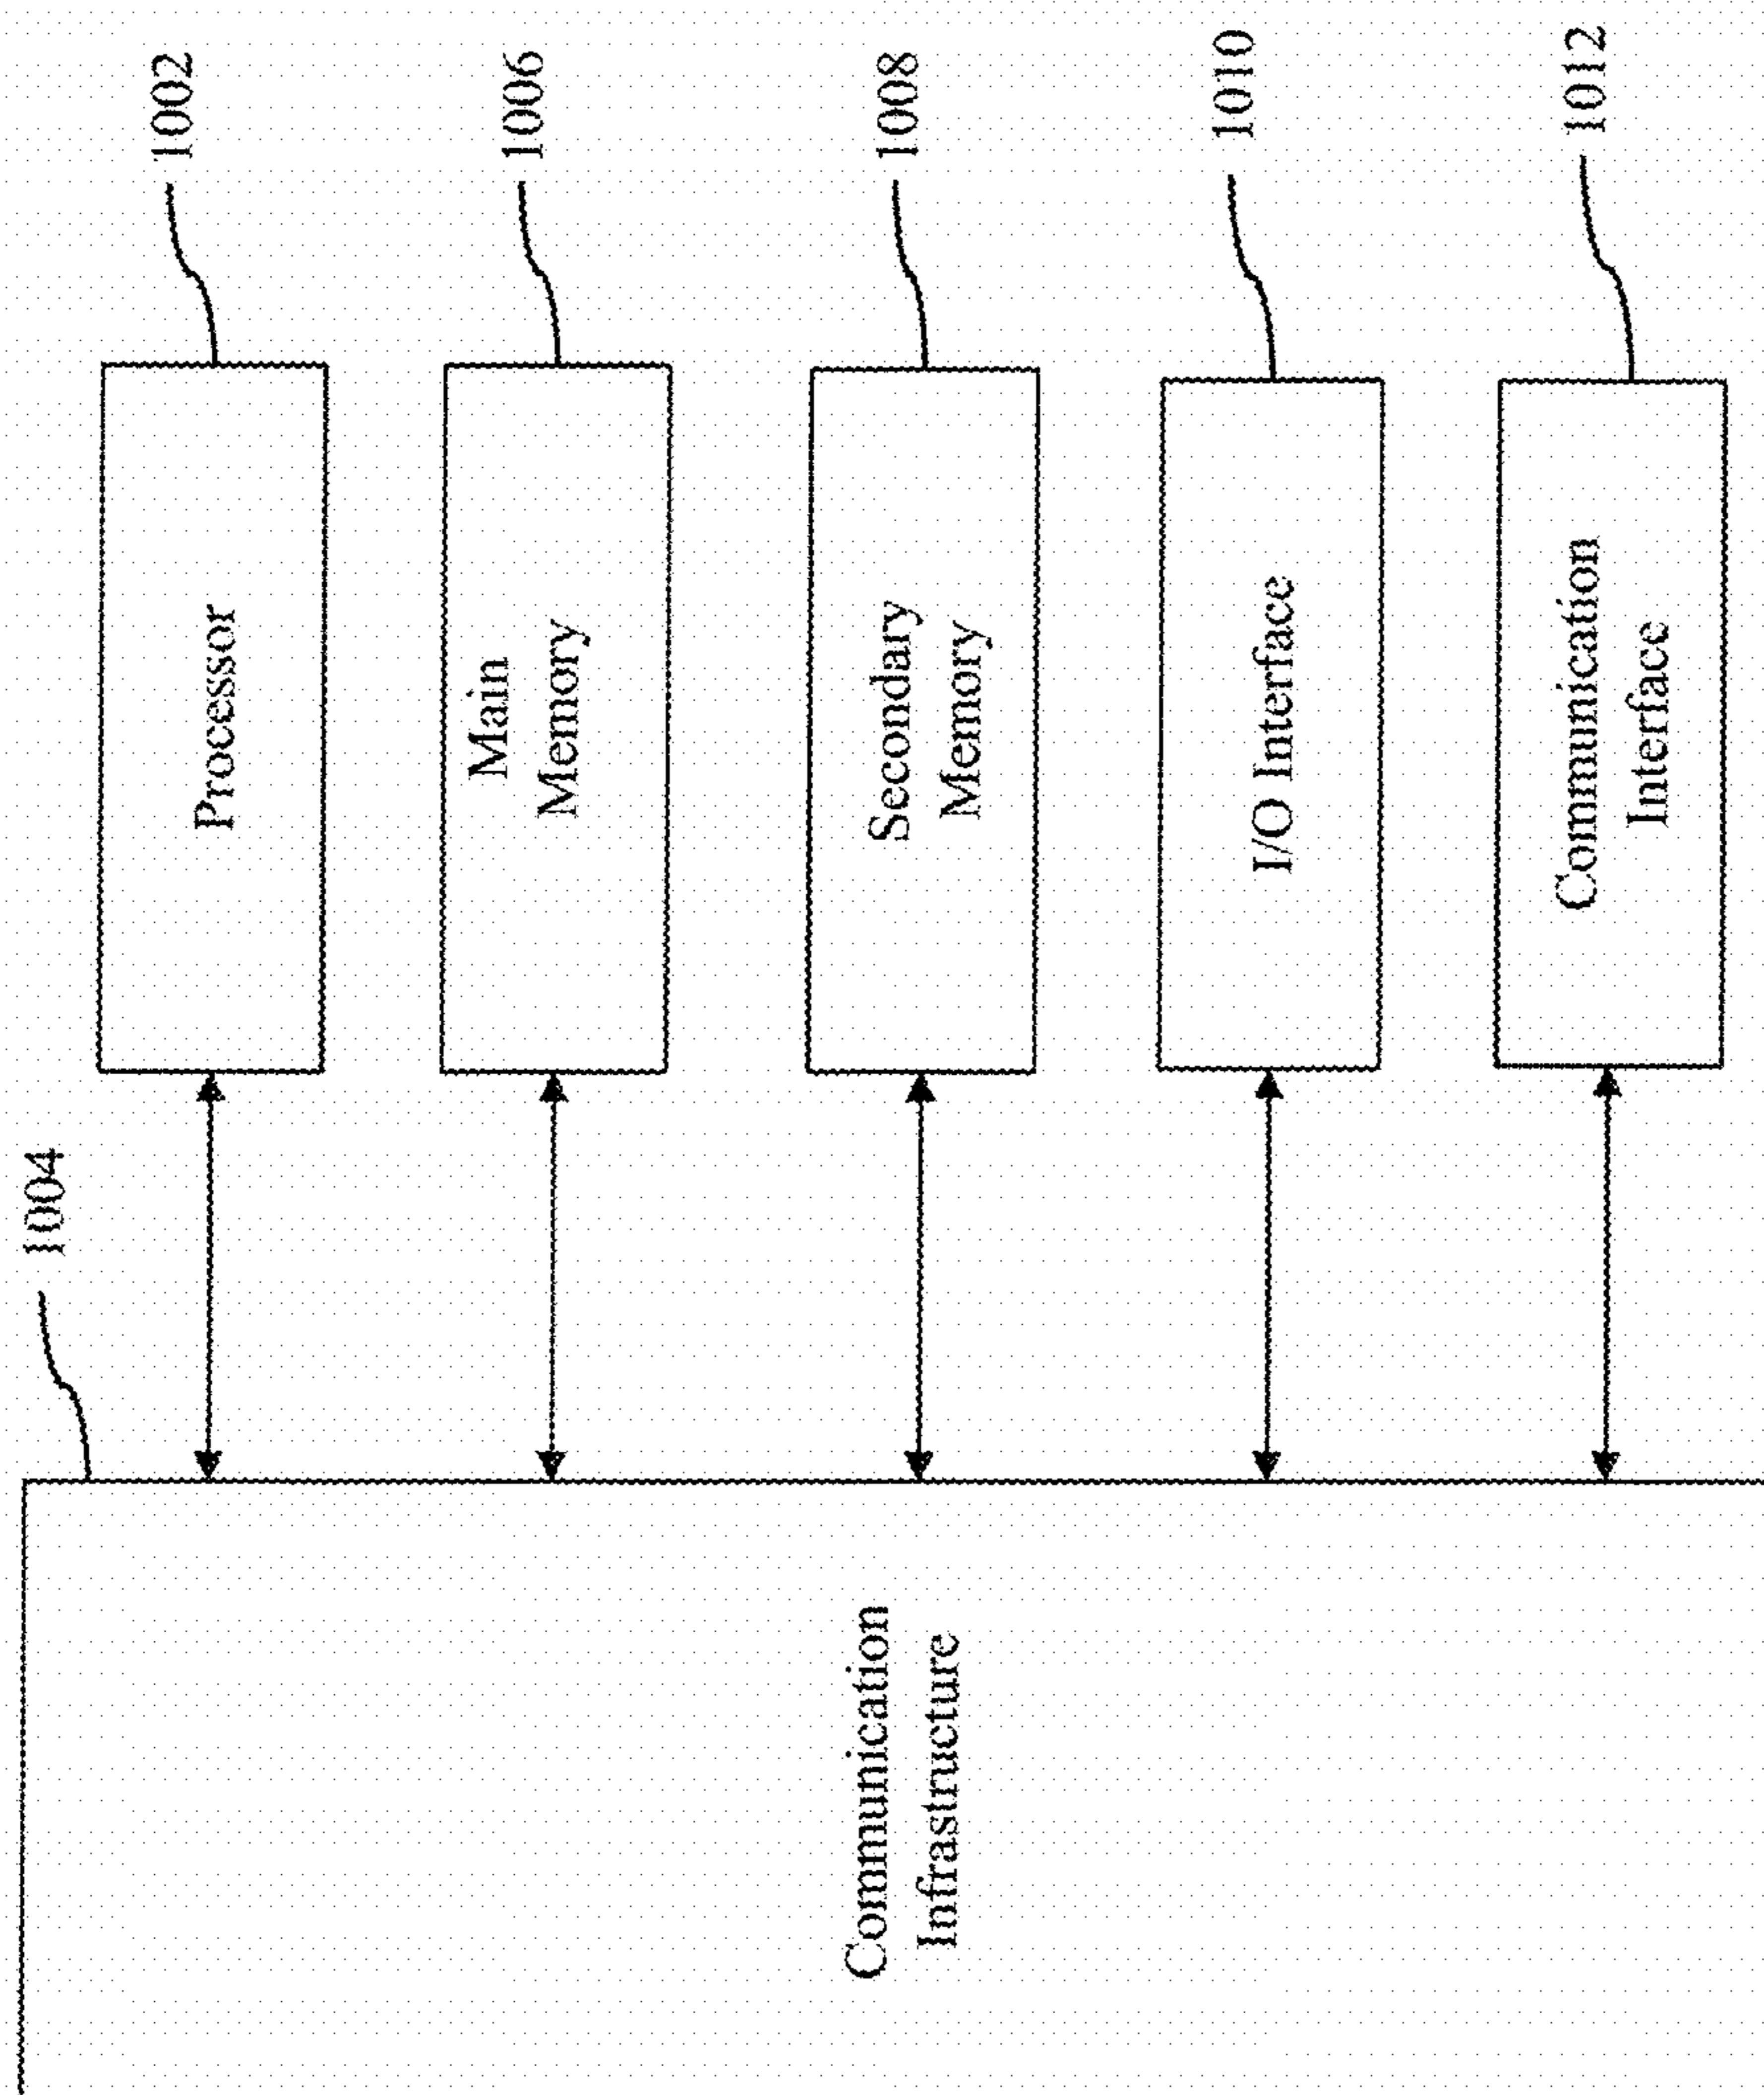 1004
Communication
Infrastructure
Processor
1002
Main
Memory
1006
Secondary
Memory
1008
I/O Interface
1010
Communication
Interface
1012